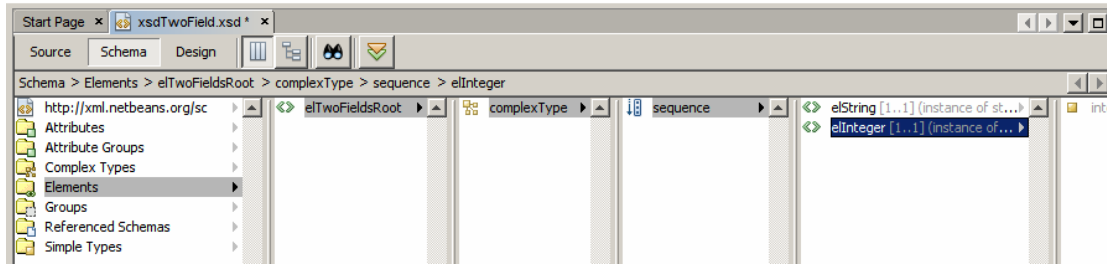 Start Page xsdTwoField.xsd *
Source Schema Design
Schema > Elements > elTwoFieldsRoot > complexType > sequence > elInteger
http://xml.netbeans.org/sc elTwoFieldsRoot complexType sequence elString [1..1] (instance of st... int
Attributes elInteger [1..1] (instance of...
Attribute Groups
Complex Types
Elements
Groups
Referenced Schemas
Simple Types